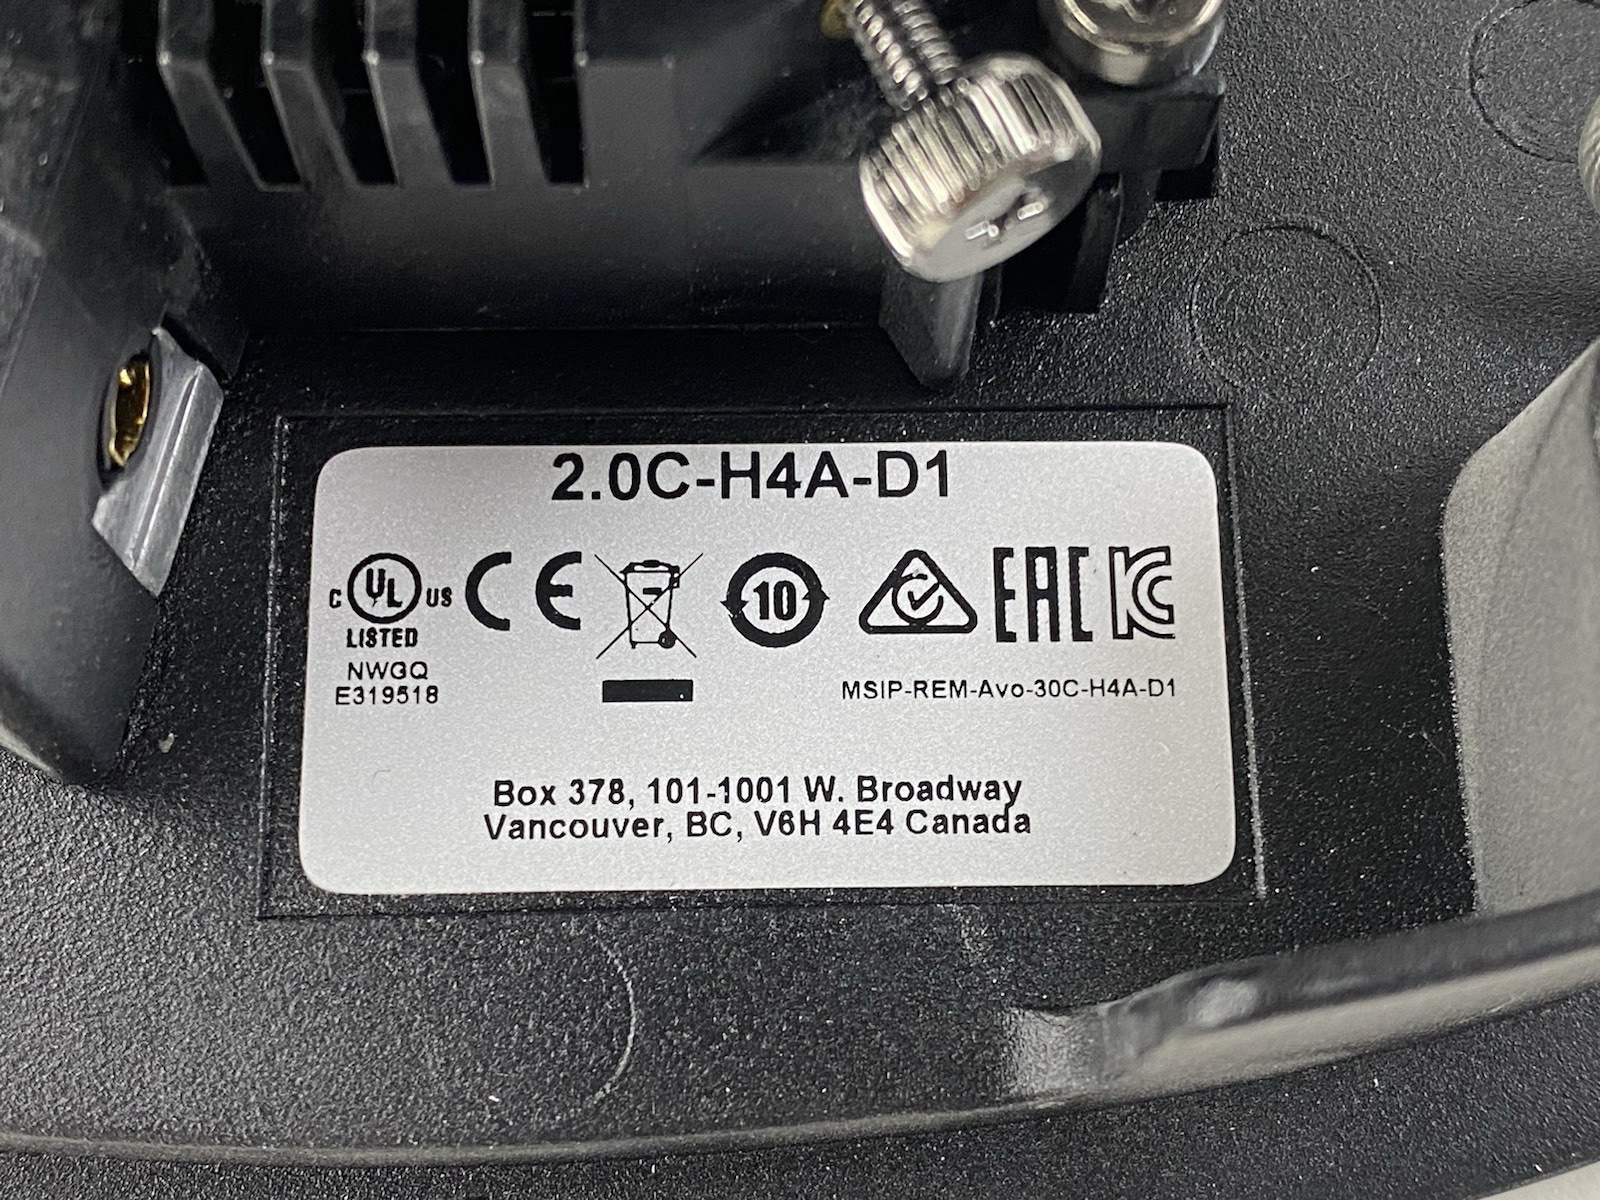 2.0C-H4A-D1
C UL US CE 10 EAC KC
LISTED
NWGQ
E319518
MSIP-REM-Avo-30C-H4A-D1
Box 378, 101-1001 W. Broadway
Vancouver, BC, V6H 4E4 Canada